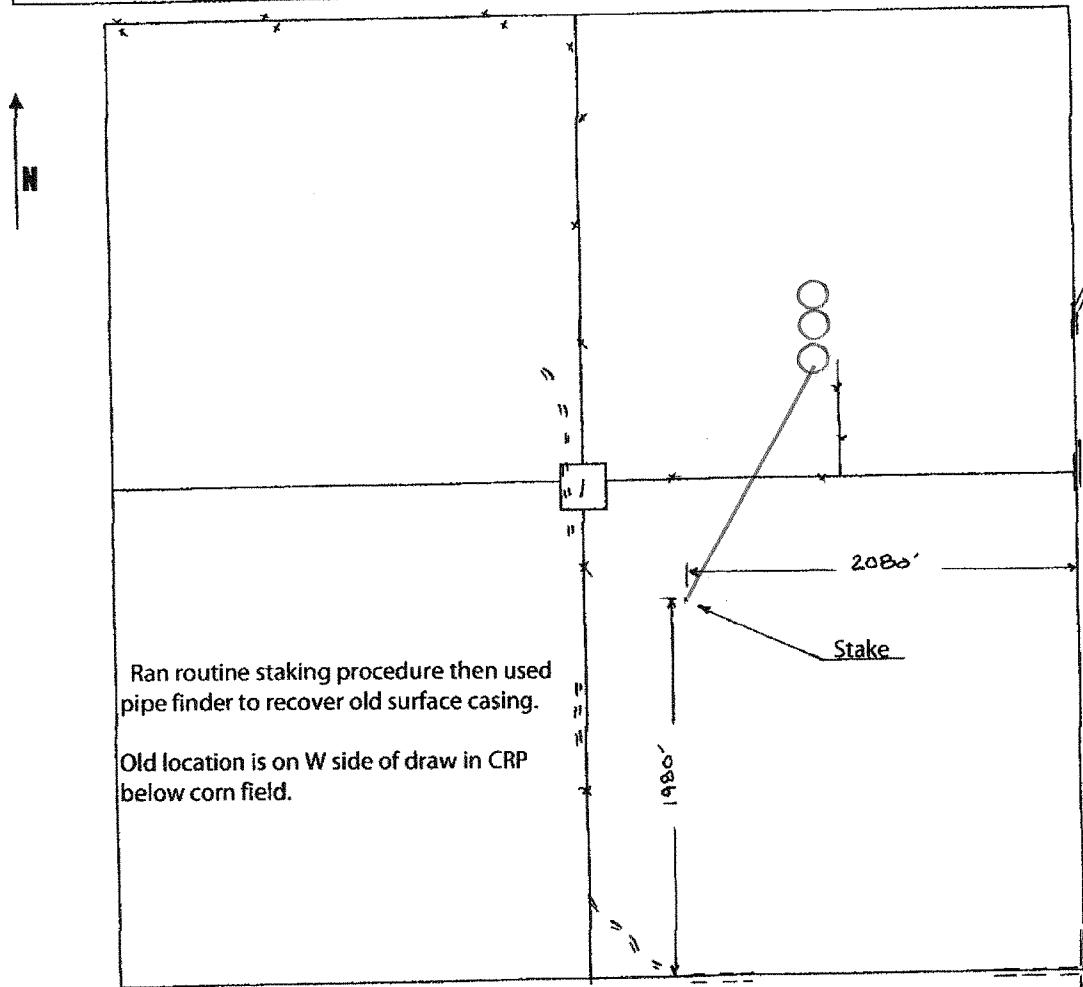 N
1
2080'
Stake
1980'
Ran routine staking procedure then used
pipe finder to recover old surface casing.
Old location is on W side of draw in CRP
below corn field.